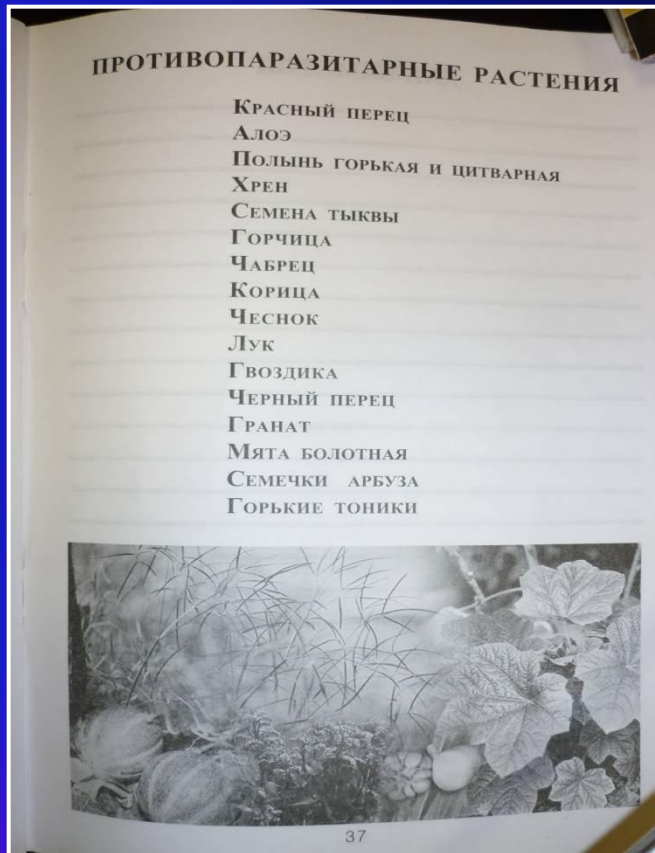 ПРОТИВОПАРАЗИТАРНЫЕ РАСТЕНИЯ
КРАСНЫЙ ПЕРЕЦ
АЛОЭ
ПОЛЫНЬ ГОРЬКАЯ И ЦИТВАРНАЯ
ХРЕН
СЕМЕНА ТЫКВЫ
ГОРЧИЦА
ЧАБРЕЦ
КОРИЦА
ЧЕСНОК
ЛУК
ГВОЗДИКА
ЧЕРНЫЙ ПЕРЕЦ
ГРАНАТ
МЯТА БОЛОТНАЯ
СЕМЕЧКИ АРБУЗА
ГОРЬКИЕ ТОНИКИ
37